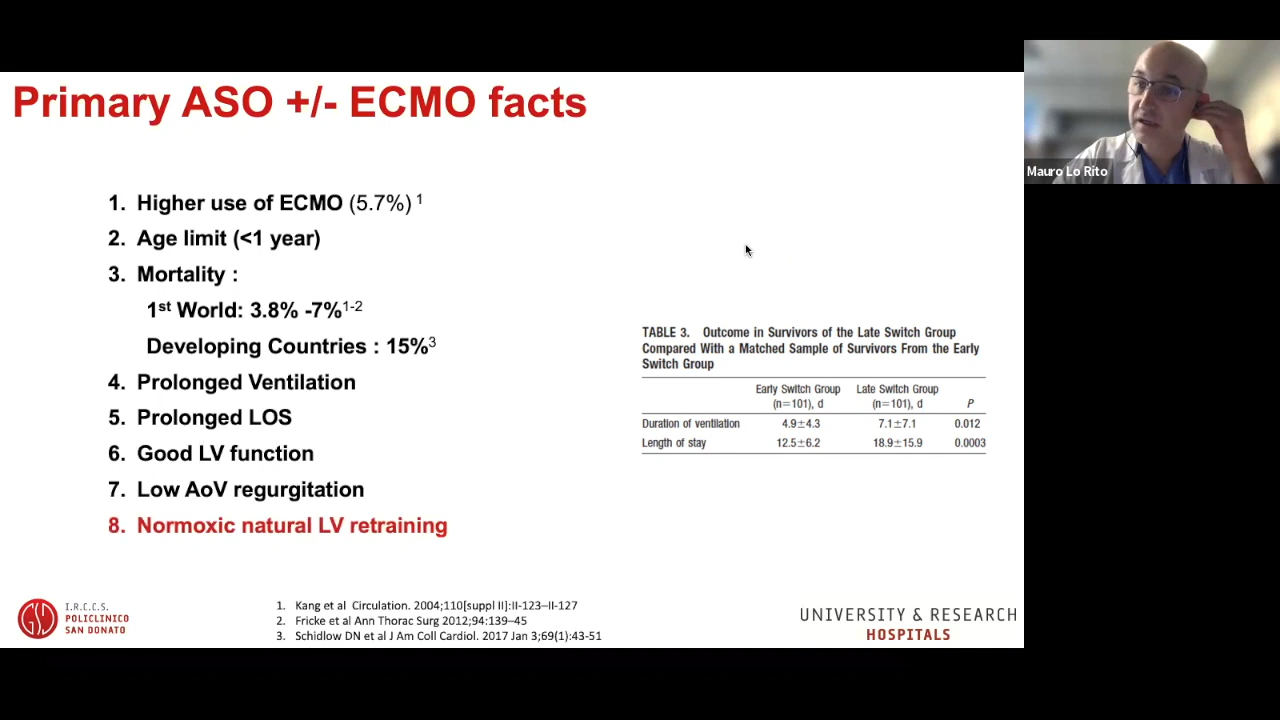 Primary ASO +/- ECMO facts
Mauro Lo Rito
1. Higher use of ECMO (5.7%) 1
2. Age limit (<1 year)
3. Mortality :
1st World: 3.8% -7%1-2
Developing Countries : 15%3
4. Prolonged Ventilation
5. Prolonged LOS
6. Good LV function
7. Low AoV regurgitation
8. Normoxic natural LV retraining
TABLE 3. Outcome in Survivors of the Late Switch Group
Compared With a Matched Sample of Survivors From the Early
Switch Group
Early Switch Group Late Switch Group
(n=101), d (n=101), d P
Duration of ventilation 4.9±4.3 7.1±7.1 0.012
Length of stay 12.5±6.2 18.9±15.9 0.0003
GSD
I.R.C.C.S.
POLICLINICO
SAN DONATO
1. Kang et al Circulation. 2004;110[suppl II]:II-123–II-127
2. Fricke et al Ann Thorac Surg 2012;94:139–45
3. Schidlow DN et al J Am Coll Cardiol. 2017 Jan 3;69(1):43-51
UNIVERSITY & RESEARCH
HOSPITALS